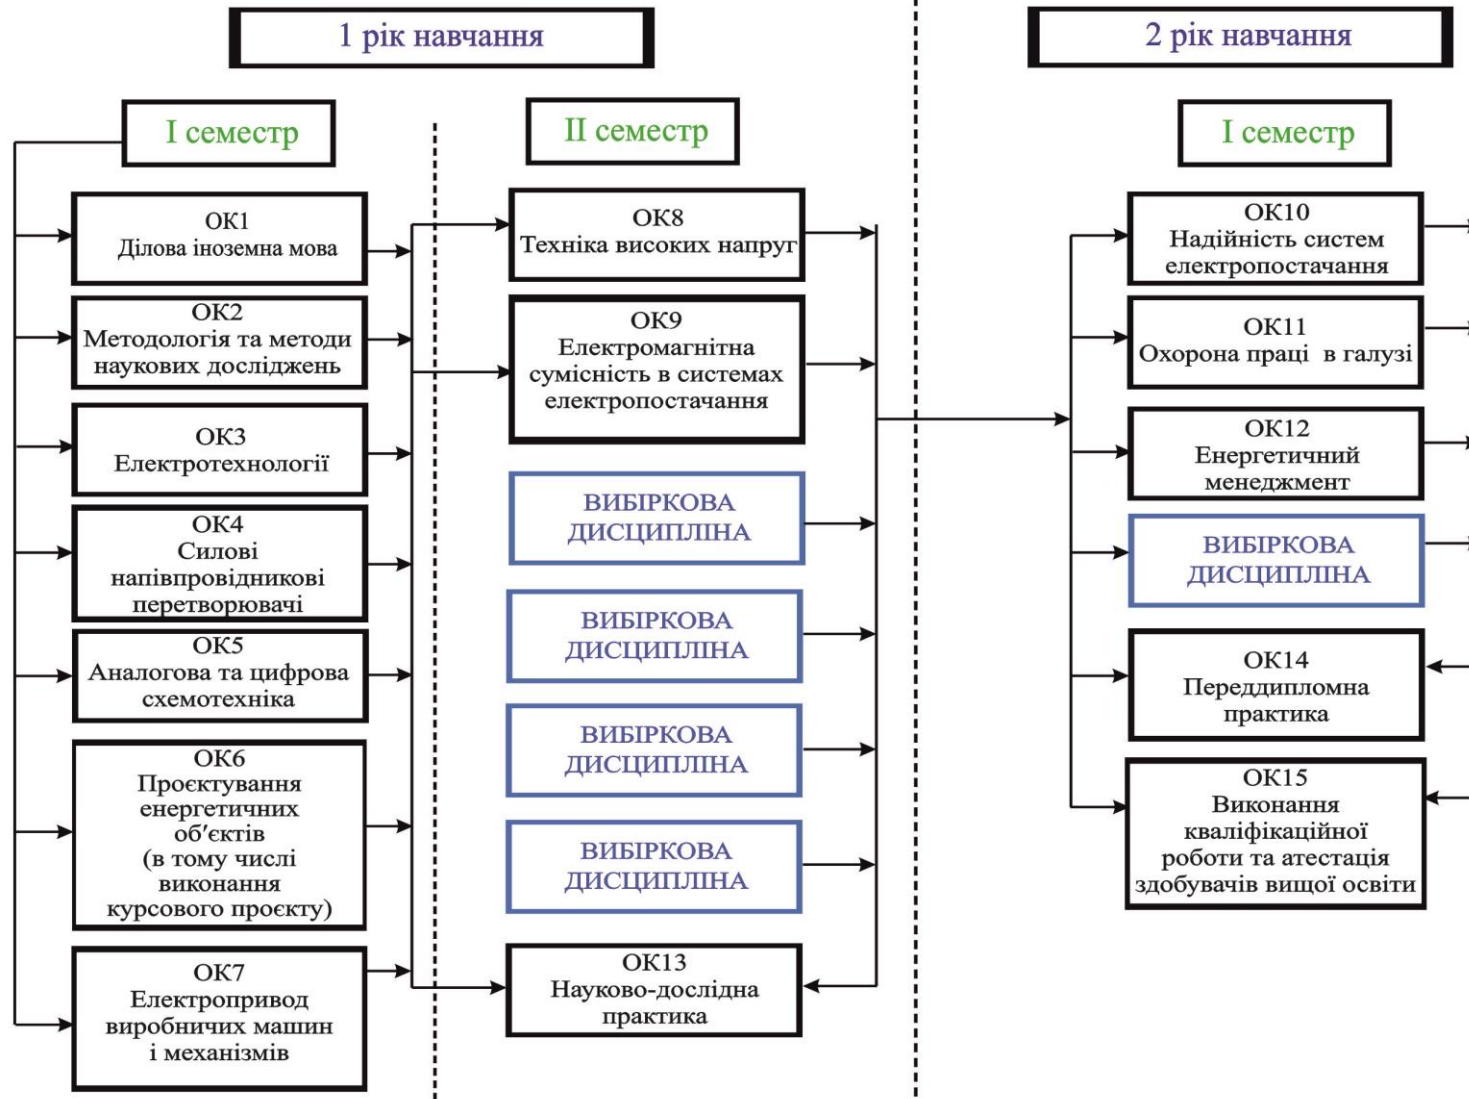 1 рік навчання
2 рік навчання
І семестр
ІІ семестр
І семестр
ОК1
Ділова іноземна мова
ОК2
Методологія та методи
наукових досліджень
ОК3
Електротехнології
ОК4
Силові
напівпровідникові
перетворювачі
ОК5
Аналогова та цифрова
схемотехніка
ОК6
Проєктування
енергетичних
об'єктів
(в тому числі
виконання
курсового проєкту)
ОК7
Електропривод
виробничих машин
і механізмів
ОК8
Техніка високих напруг
ОК9
Електромагнітна
сумісність в системах
електропостачання
ВИБІРКОВА
ДИСЦИПЛІНА
ВИБІРКОВА
ДИСЦИПЛІНА
ВИБІРКОВА
ДИСЦИПЛІНА
ВИБІРКОВА
ДИСЦИПЛІНА
ОК13
Науково-дослідна
практика
ОК10
Надійність систем
електропостачання
ОК11
Охорона праці в галузі
ОК12
Енергетичний
менеджмент
ВИБІРКОВА
ДИСЦИПЛІНА
ОК14
Переддипломна
практика
ОК15
Виконання
кваліфікаційної
роботи та атестація
здобувачів вищої освіти